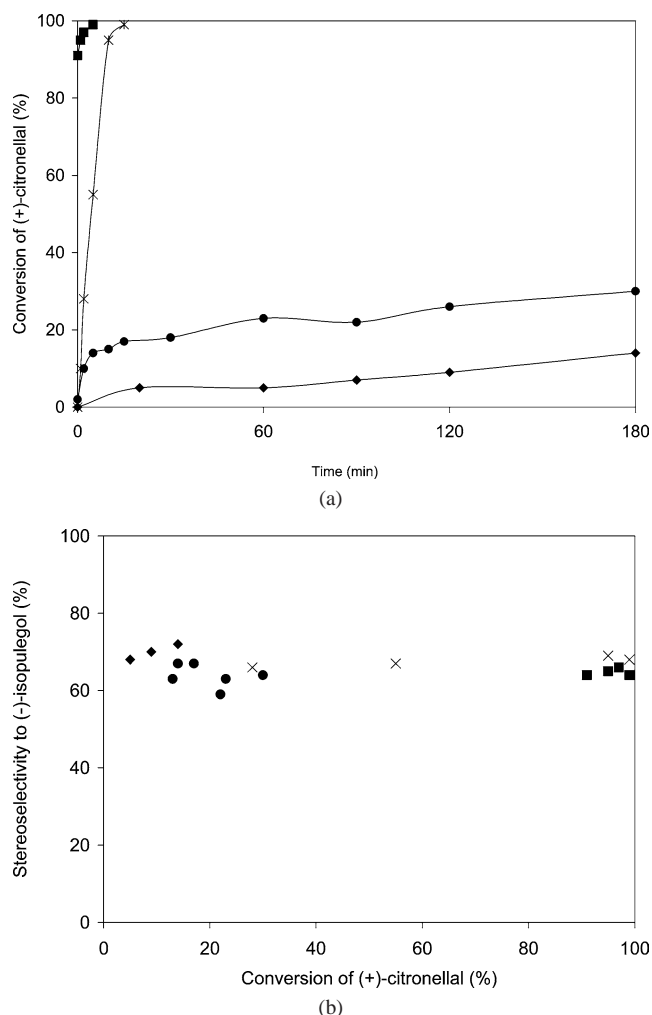 100
80
60
40
20
0
Conversion of (+)-citronellal (%)
0 60 120 180
Time (min)
(a)
100
80
60
40
20
0
Stereoselectivity to (-)-isopulegol (%)
0 20 40 60 80 100
Conversion of (+)-citronellal (%)
(b)